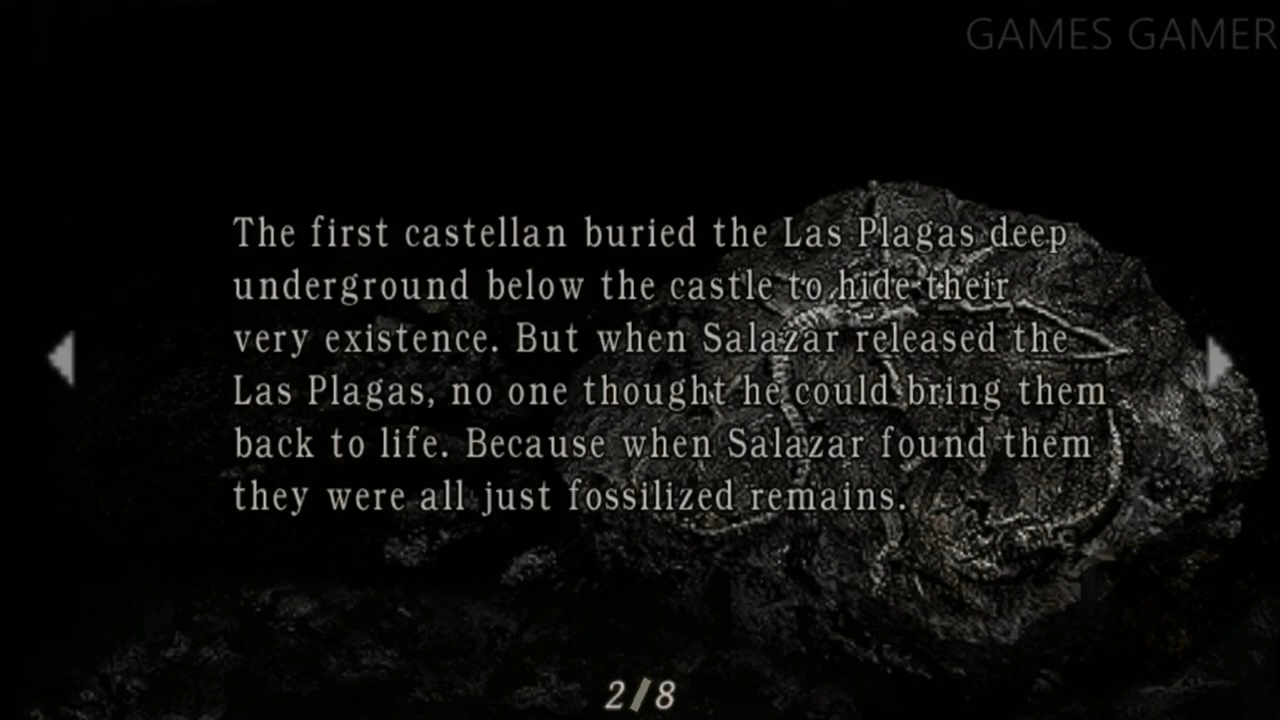 GAMES GAMER
The first castellan buried the Las Plagas deep
underground below the castle to hide their
very existence. But when Salazar released the
Las Plagas, no one thought he could bring them
back to life. Because when Salazar found them
they were all just fossilized remains.
2/8